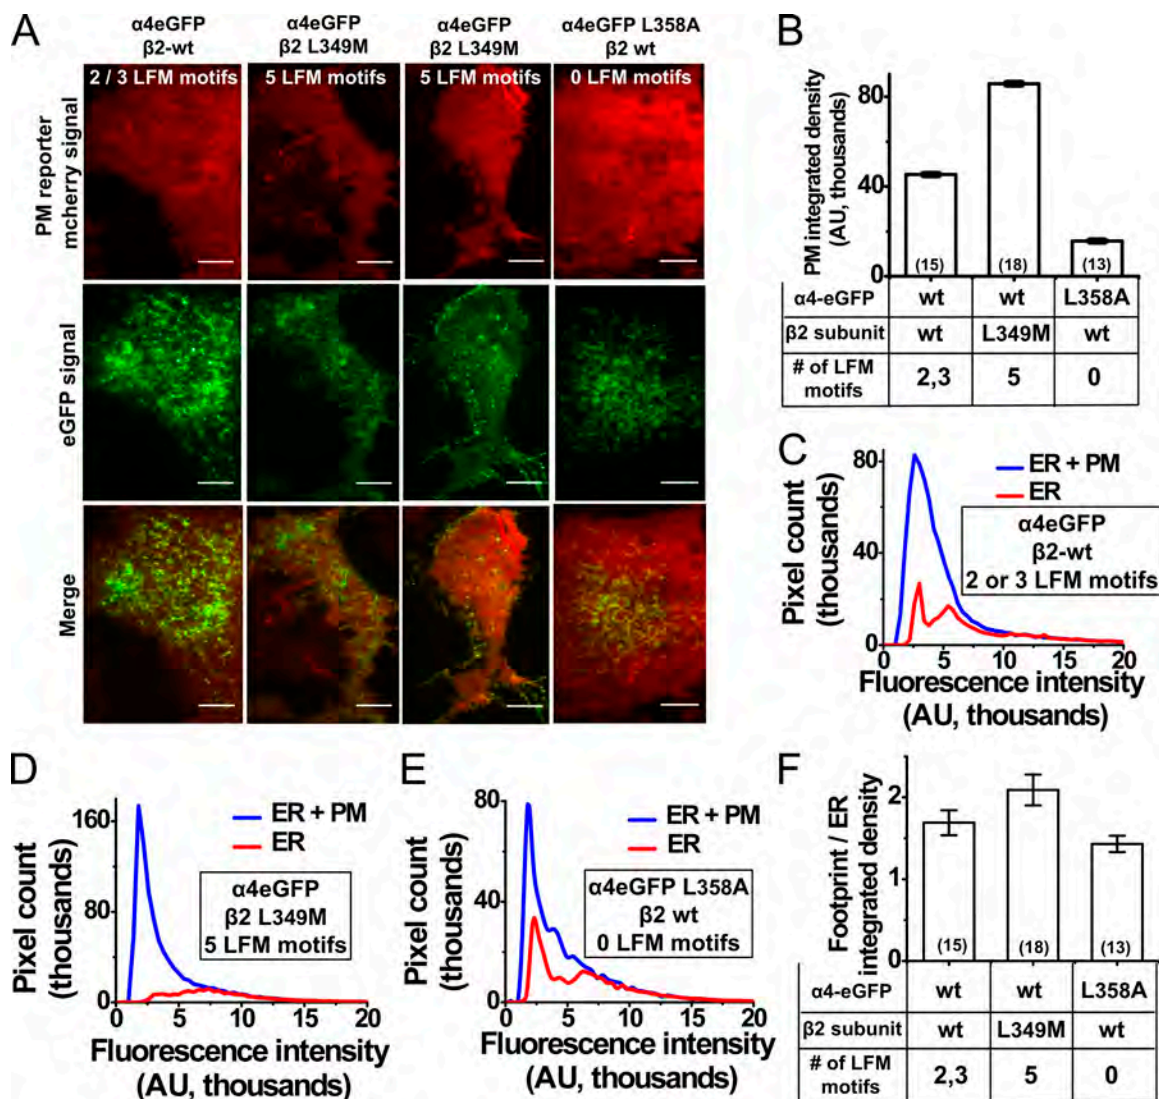 A
α4eGFP
β2-wt
α4eGFP
β2 L349M
α4eGFP
β2 L349M
α4eGFP L358A
β2 wt
2 / 3 LFM motifs
5 LFM motifs
5 LFM motifs
0 LFM motifs
PM reporter
mcherry signal
eGFP signal
Merge
B
PM integrated density
(AU, thousands)
80
40
0
(15)
(18)
(13)
α4-eGFP wt wt L358A
β2 subunit wt L349M wt
# of LFM
motifs
2,3 5 0
C
Pixel count
(thousands)
80
40
0
ER + PM
ER
α4eGFP
β2-wt
2 or 3 LFM motifs
0 5 10 15 20
Fluorescence intensity
(AU, thousands)
D
Pixel count
(thousands)
160
80
0
ER + PM
ER
α4eGFP
β2 L349M
5 LFM motifs
0 5 10 15 20
Fluorescence intensity
(AU, thousands)
E
Pixel count
(thousands)
80
40
0
ER + PM
ER
α4eGFP L358A
β2 wt
0 LFM motifs
0 5 10 15 20
Fluorescence intensity
(AU, thousands)
F
Footprint / ER
integrated density
2
1
0
(15)
(18)
(13)
α4-eGFP wt wt L358A
β2 subunit wt L349M wt
# of LFM
motifs
2,3 5 0